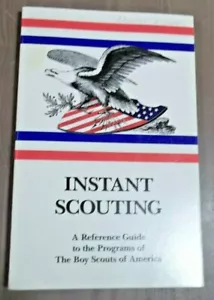 INSTANT
SCOUTING
A Reference Guide
to the Programs of
The Boy Scouts of America